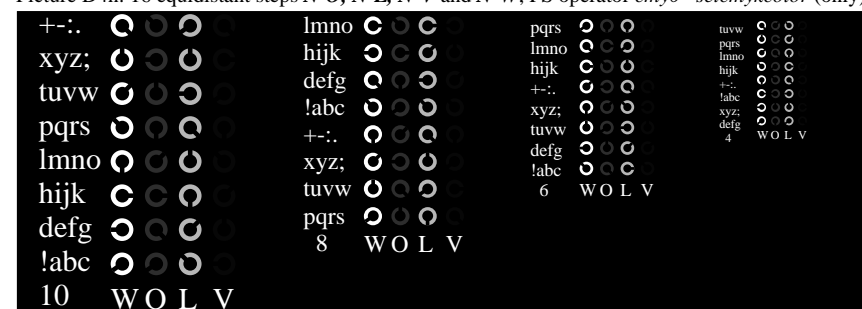 +-:.
xyz;
tuvw
pqrs
lmno
hijk
defg
!abc
10 W O L V
lmno
hijk
defg
!abc
+-:.
xyz;
tuvw
pqrs
8 W O L V
pqrs
lmno
hijk
+-:.
xyz;
tuvw
defg
!abc
6 W O L V
tuvw
pqrs
lmno
hijk
+-:.
!abc
xyz;
defg
4 W O L V